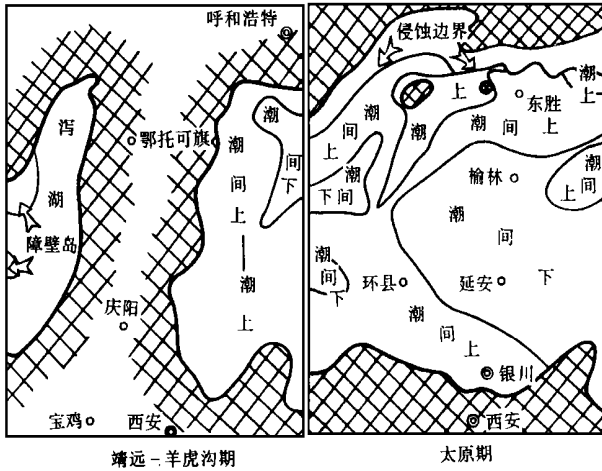 呼和浩特
泻湖
鄂托可旗
潮间上—潮上
潮间下
障壁岛
庆阳
宝鸡
西安
靖远-羊虎沟期
侵蚀边界
潮上
潮上
东胜
潮间上
潮间上
潮间下
榆林
潮间上
潮间下
潮间下
环县
延安
潮间上
银川
西安
太原期